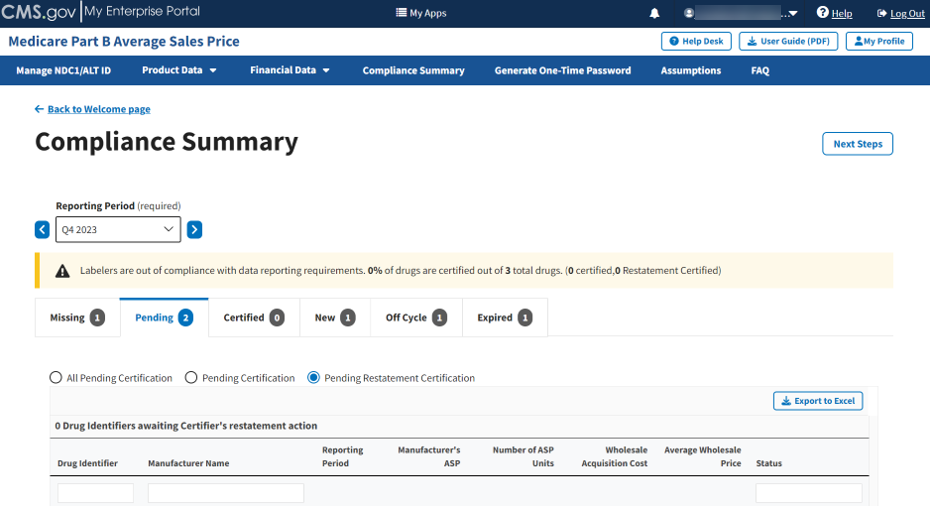 CMS.gov My Enterprise Portal My Apps ... Help Log Out
Medicare Part B Average Sales Price Help Desk User Guide (PDF) My Profile
Manage NDC1/ALT ID Product Data Financial Data Compliance Summary Generate One-Time Password Assumptions FAQ
Back to Welcome page
Compliance Summary Next Steps
Reporting Period (required)
Q4 2023
Labelers are out of compliance with data reporting requirements. 0% of drugs are certified out of 3 total drugs. (0 certified,0 Restatement Certified)
Missing 1 Pending 2 Certified 0 New 1 Off Cycle 1 Expired 1
All Pending Certification Pending Certification Pending Restatement Certification
Export to Excel
0 Drug Identifiers awaiting Certifier's restatement action
Drug Identifier Manufacturer Name Reporting Period Manufacturer's ASP Number of ASP Units Wholesale Acquisition Cost Average Wholesale Price Status